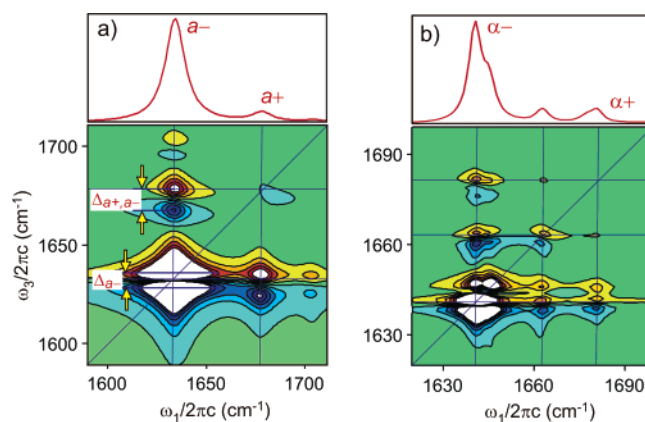 a)
a−
a+
b)
α−
α+
1700
1650
1600
ω3/2πc (cm-1)
Δa+,a−
Δa−
1600
1650
1700
ω1/2πc (cm-1)
1690
1660
1630
1630
1660
1690
ω1/2πc (cm-1)